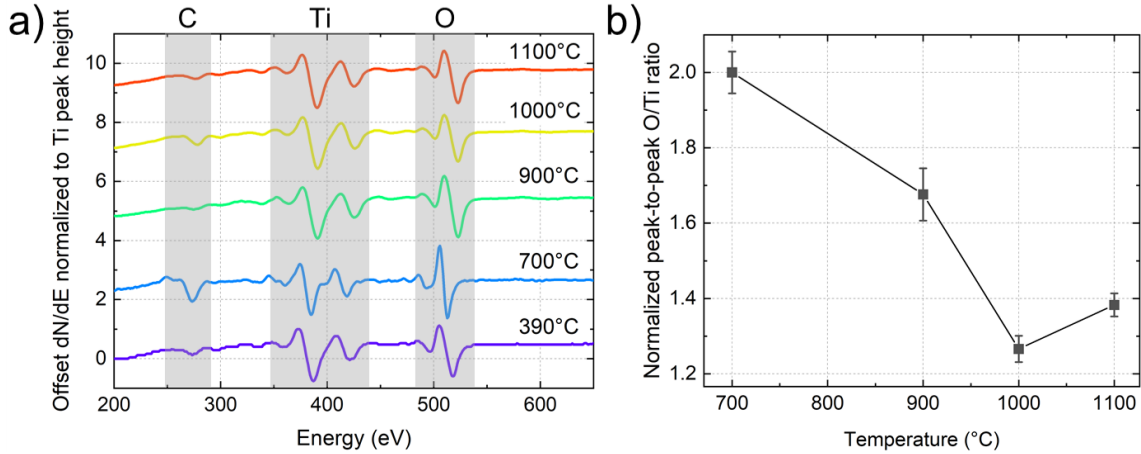 a)
C Ti O
Offset dN/dE normalized to Ti peak height
10
8
6
4
2
0
1100°C
1000°C
900°C
700°C
390°C
200 300 400 500 600
Energy (eV)
b)
Normalized peak-to-peak O/Ti ratio
2.0
1.8
1.6
1.4
1.2
700 800 900 1000 1100
Temperature (°C)